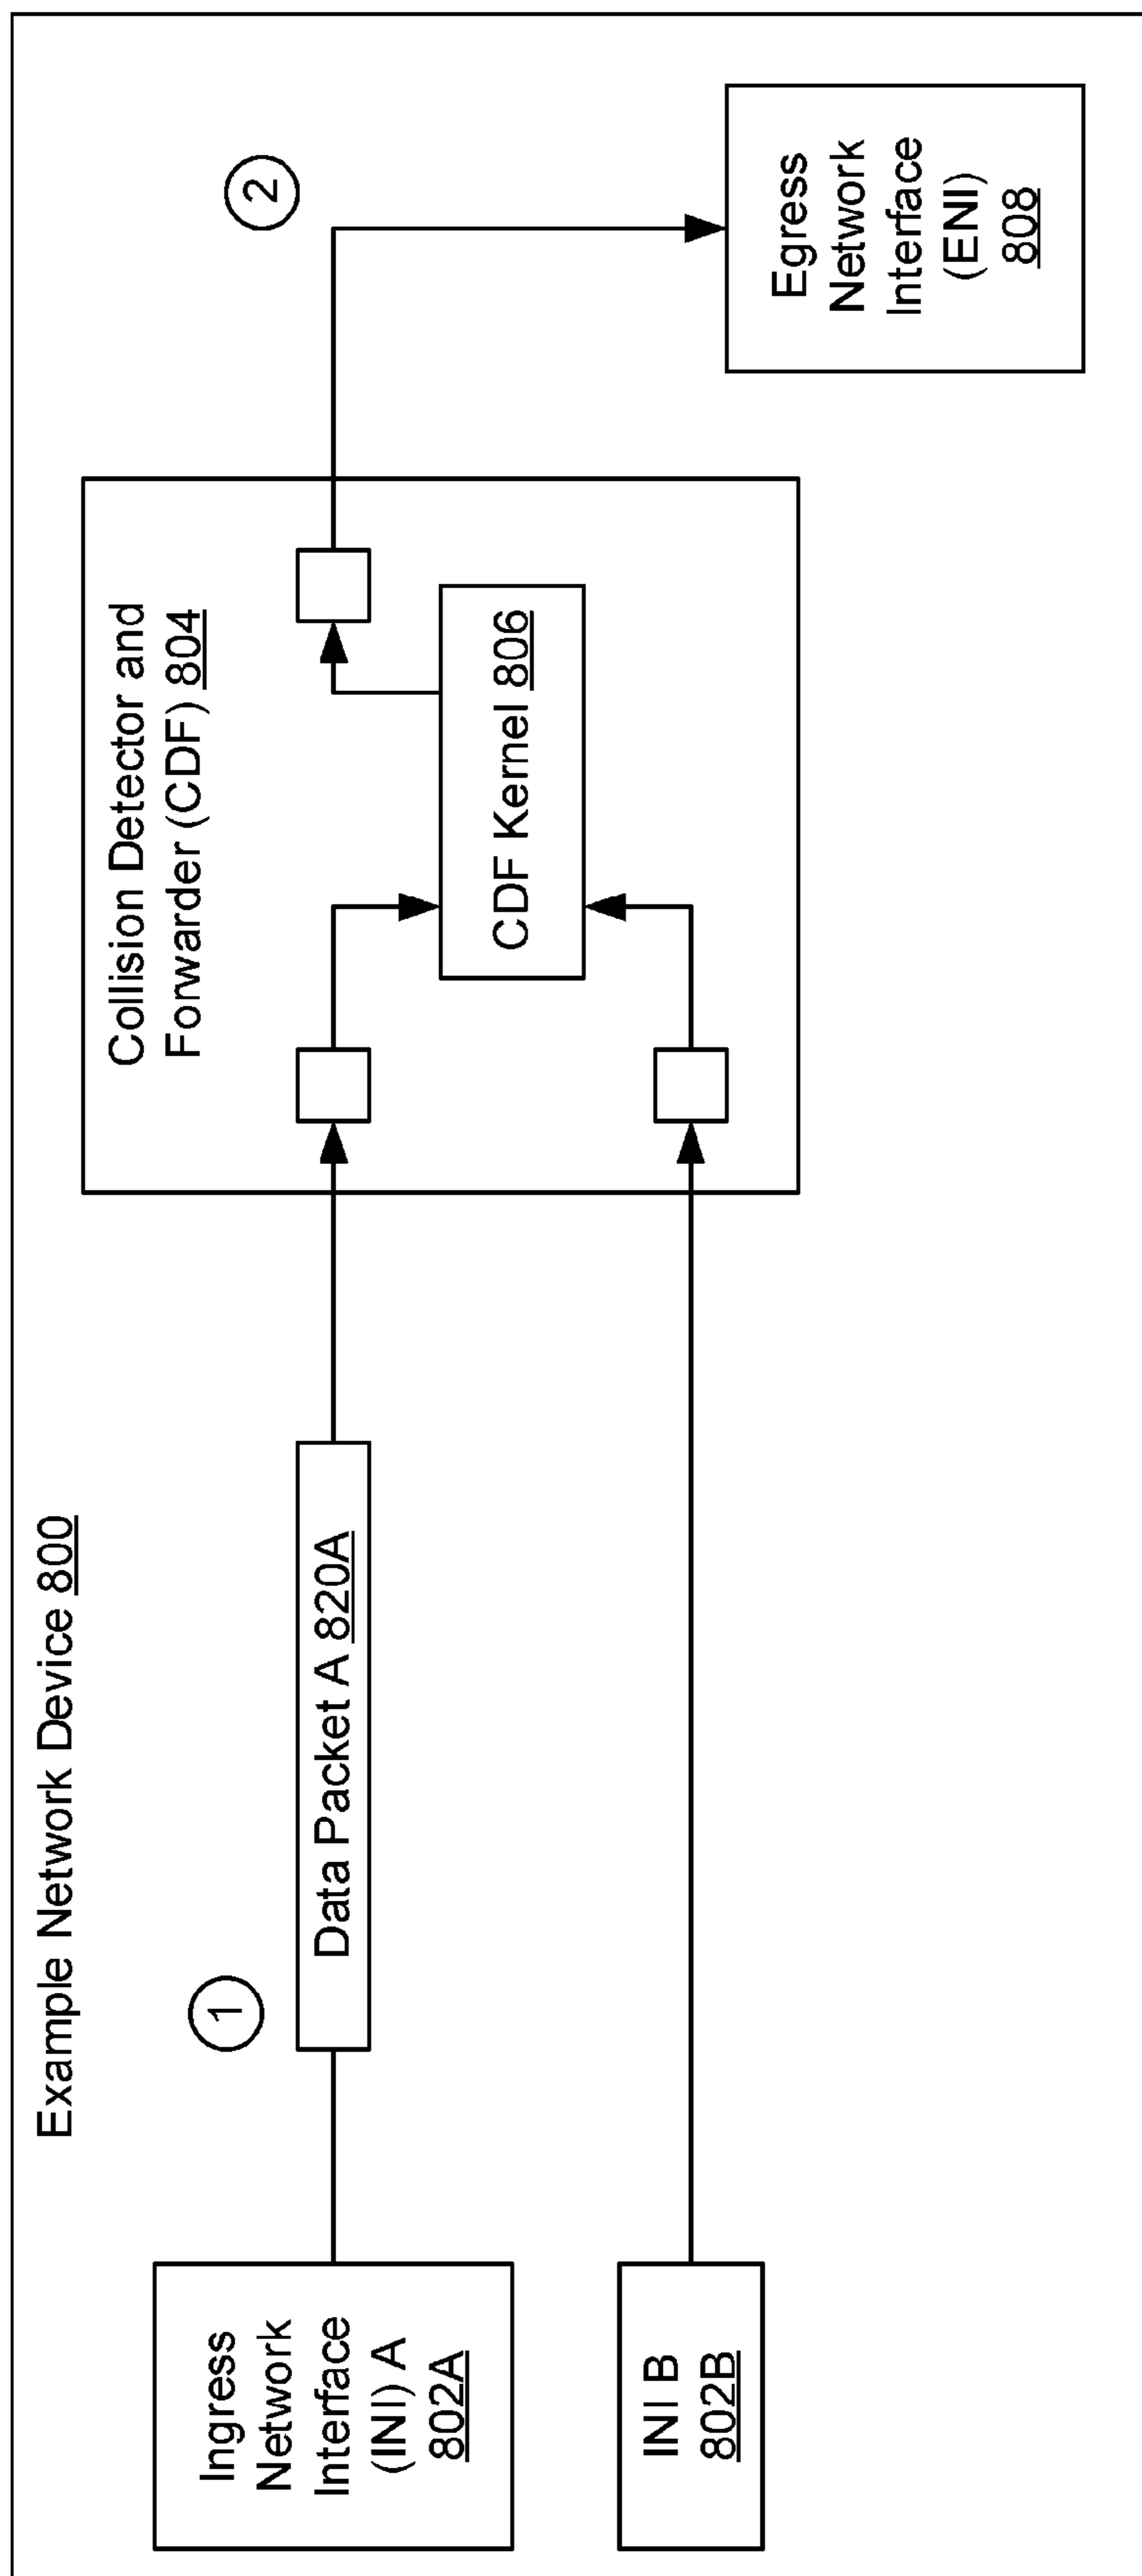 Example Network Device 800
Ingress
Network
Interface
(INI) A
802A
1
Data Packet A 820A
INI B
802B
Collision Detector and
Forwarder (CDF) 804
CDF Kernel 806
2
Egress
Network
Interface
(ENI)
808